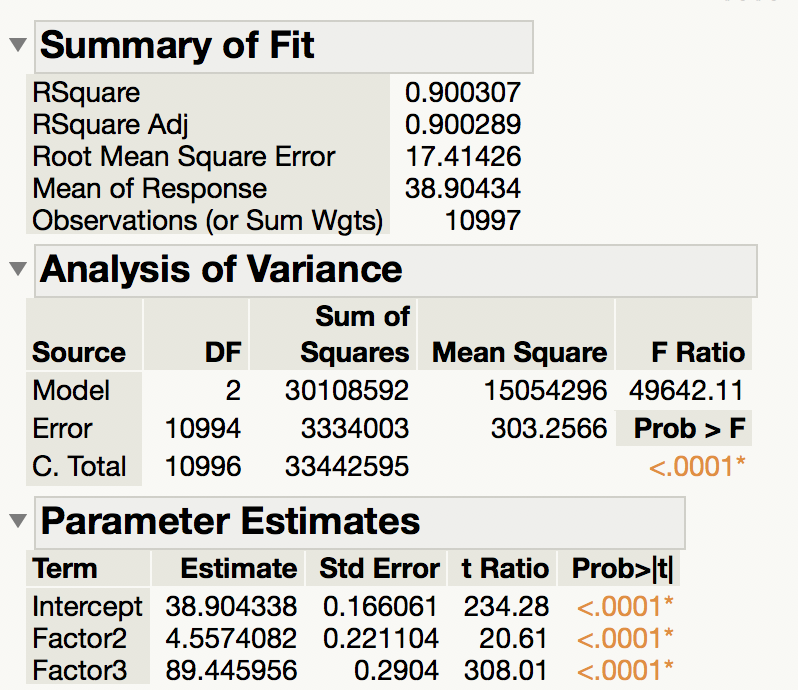 Summary of Fit
RSquare 0.900307
RSquare Adj 0.900289
Root Mean Square Error 17.41426
Mean of Response 38.90434
Observations (or Sum Wgts) 10997
Analysis of Variance
Sum of
Source DF Squares Mean Square F Ratio
Model 2 30108592 15054296 49642.11
Error 10994 3334003 303.2566 Prob > F
C. Total 10996 33442595 <.0001*
Parameter Estimates
Term Estimate Std Error t Ratio Prob>|t|
Intercept 38.904338 0.166061 234.28 <.0001*
Factor2 4.5574082 0.221104 20.61 <.0001*
Factor3 89.445956 0.2904 308.01 <.0001*